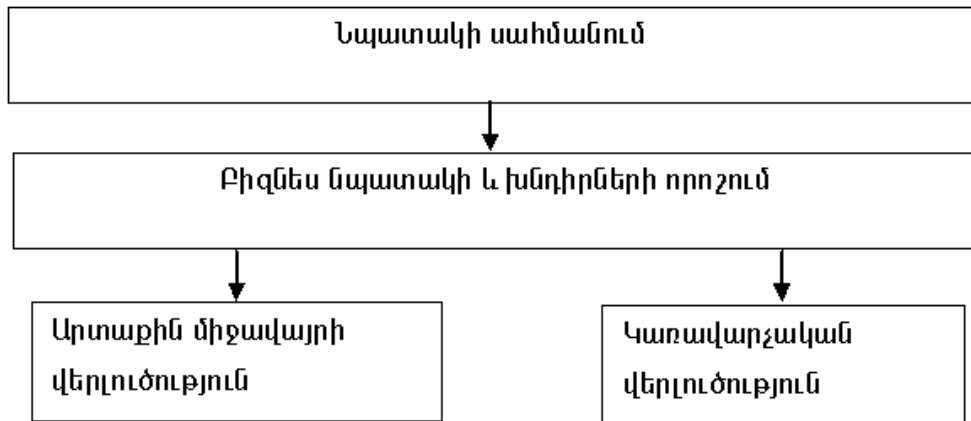 Նպատակի սահմանում
Բիզնես նպատակի և խնդիրների որոշում
Արտաքին միջավայրի
վերլուծություն
Կառավարչական
վերլուծություն